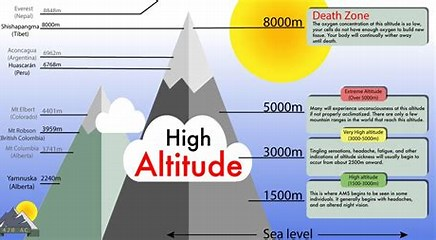 Everest 8848m
(Nepal)
Shishapangma 8000m
(Tibet)
Aconcagua 6962m
(Argentina)
Huascarán 6768m
(Peru)
Mt Elbert 4401m
(Colorado)
Mt Robson 3959m
(British Columbia)
Mt Columbia 3741m
(Alberta)
Yamnuska 2240m
(Alberta)
High
Altitude
8000m
5000m
3000m
1500m
Sea level
Death Zone
The oxygen concentration at this altitude is so low,
your cells do not have enough oxygen to build new
tissue. Your body will continually wither away
until death.
Extreme Altitude
(Over 5000m)
Many will experience unconsciousness at this altitude
if not properly acclimatized. There are only a few
mountain ranges in the world that reach this altitude.
Very High altitude
(3000-5000m)
Tingling sensations, headache, fatigue, and other
indications of altitude sickness will usually begin to
occur from about 2500m onward.
High altitude
(1500-3000m)
This is where AMS begins to be seen in some
individuals. It generally begins with headaches,
and on altered night vision.